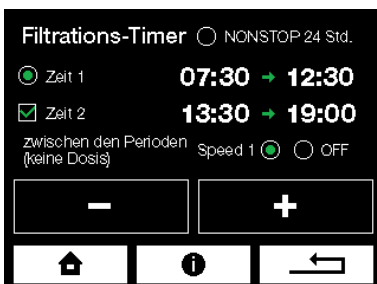 Filtrations-Timer NONSTOP 24 Std.
Zeit 1 07:30 → 12:30
Zeit 2 13:30 → 19:00
zwischen den Perioden
(keine Dosis) Speed 1 OFF
− +